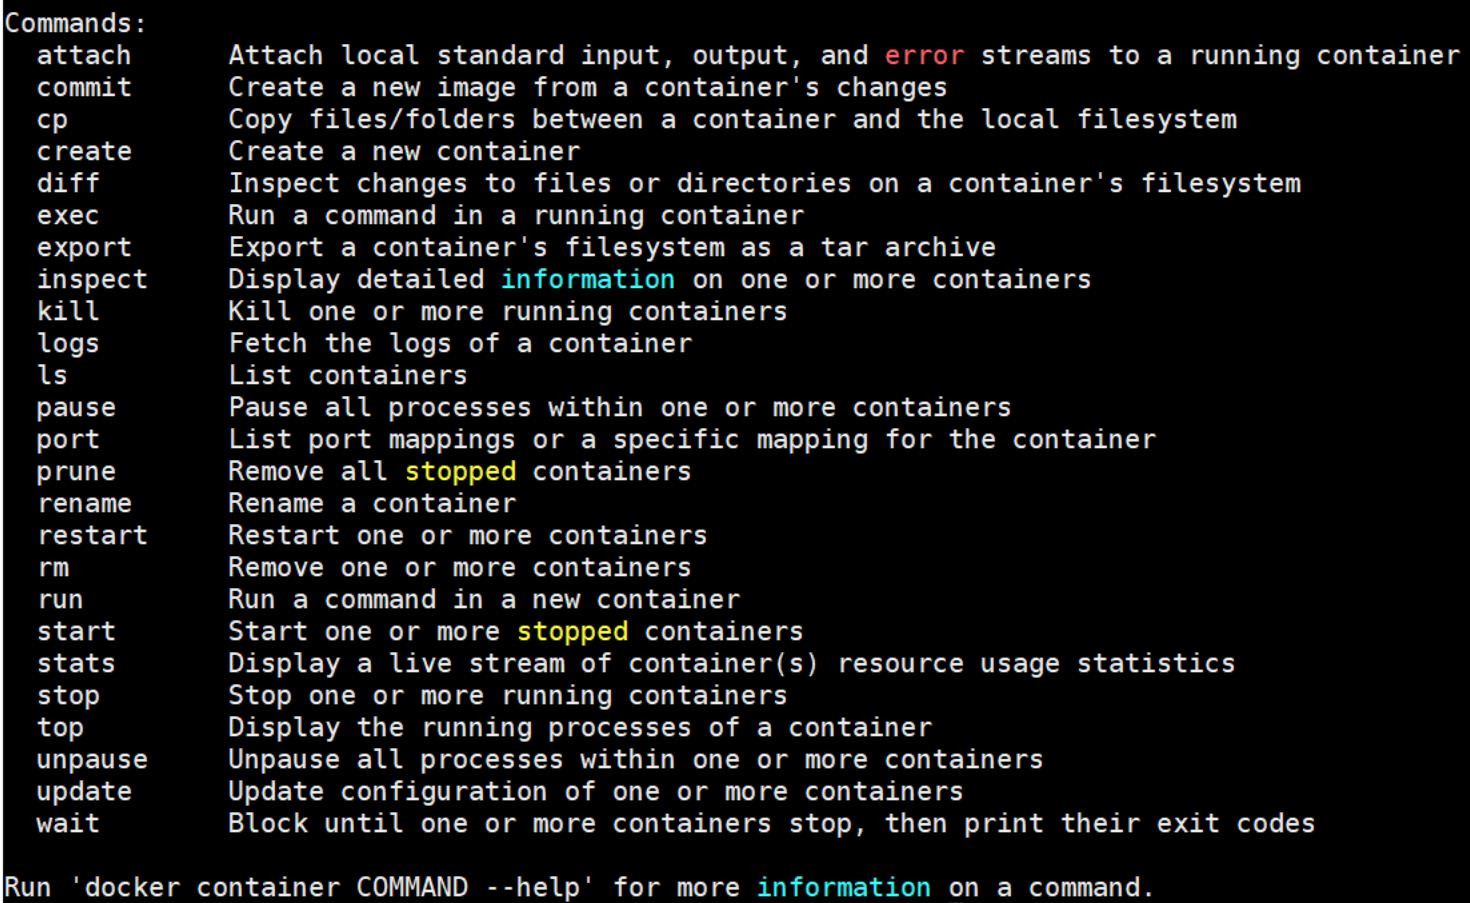 Commands:
  attach      Attach local standard input, output, and error streams to a running container
  commit      Create a new image from a container's changes
  cp          Copy files/folders between a container and the local filesystem
  create      Create a new container
  diff        Inspect changes to files or directories on a container's filesystem
  exec        Run a command in a running container
  export      Export a container's filesystem as a tar archive
  inspect     Display detailed information on one or more containers
  kill        Kill one or more running containers
  logs        Fetch the logs of a container
  ls          List containers
  pause       Pause all processes within one or more containers
  port        List port mappings or a specific mapping for the container
  prune       Remove all stopped containers
  rename      Rename a container
  restart     Restart one or more containers
  rm          Remove one or more containers
  run         Run a command in a new container
  start       Start one or more stopped containers
  stats       Display a live stream of container(s) resource usage statistics
  stop        Stop one or more running containers
  top         Display the running processes of a container
  unpause     Unpause all processes within one or more containers
  update      Update configuration of one or more containers
  wait        Block until one or more containers stop, then print their exit codes

Run 'docker container COMMAND --help' for more information on a command.